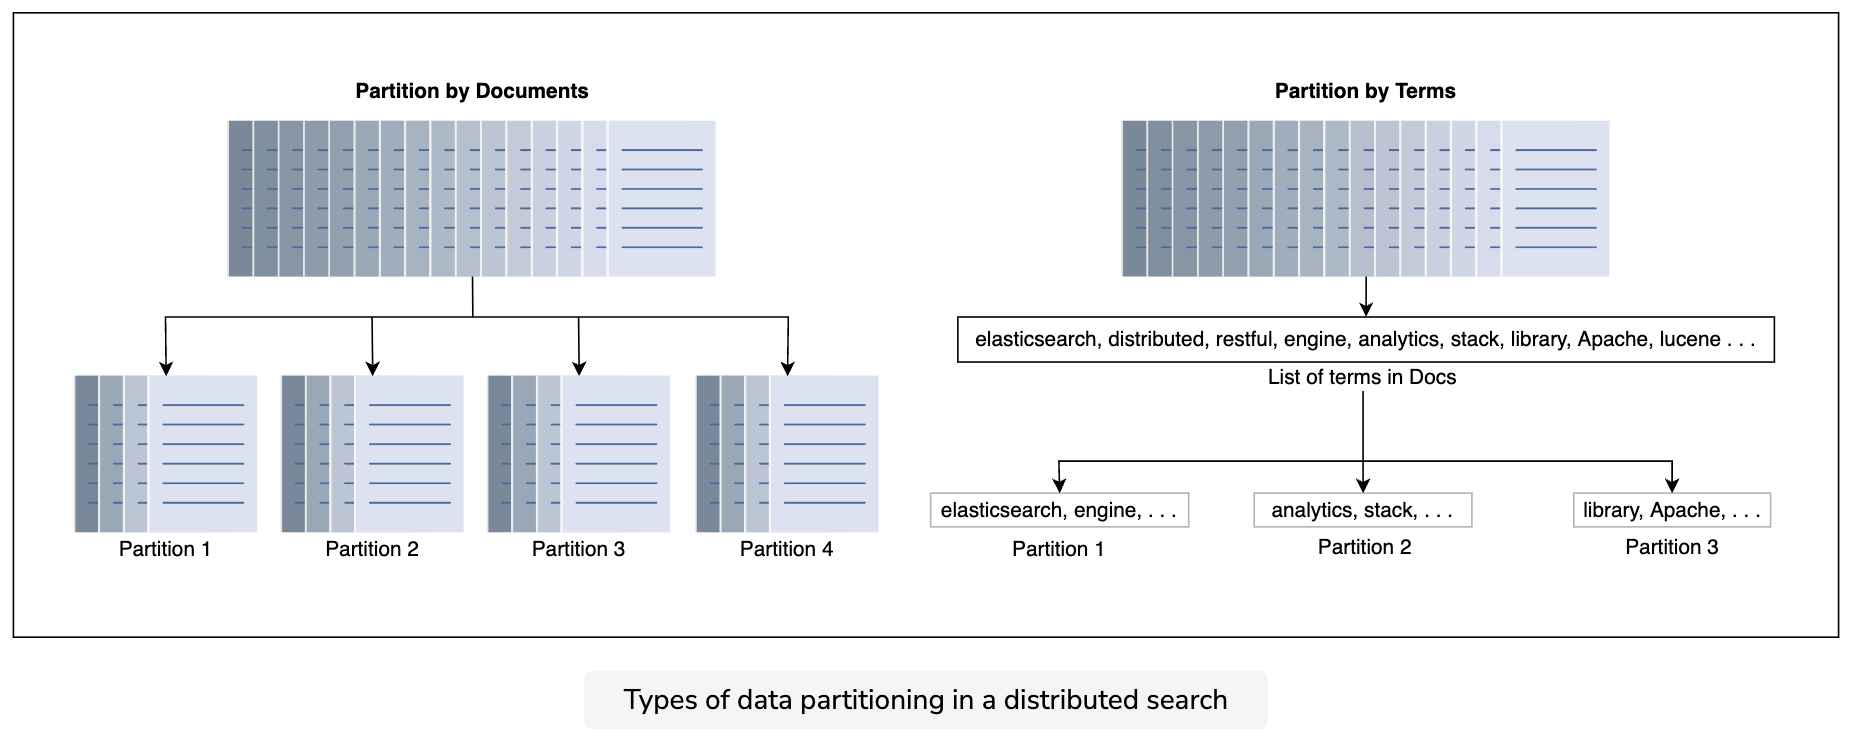 Partition by Documents
Partition 1
Partition 2
Partition 3
Partition 4
Partition by Terms
elasticsearch, distributed, restful, engine, analytics, stack, library, Apache, lucene . . .
List of terms in Docs
elasticsearch, engine, . . .
Partition 1
analytics, stack, . . .
Partition 2
library, Apache, . . .
Partition 3
Types of data partitioning in a distributed search